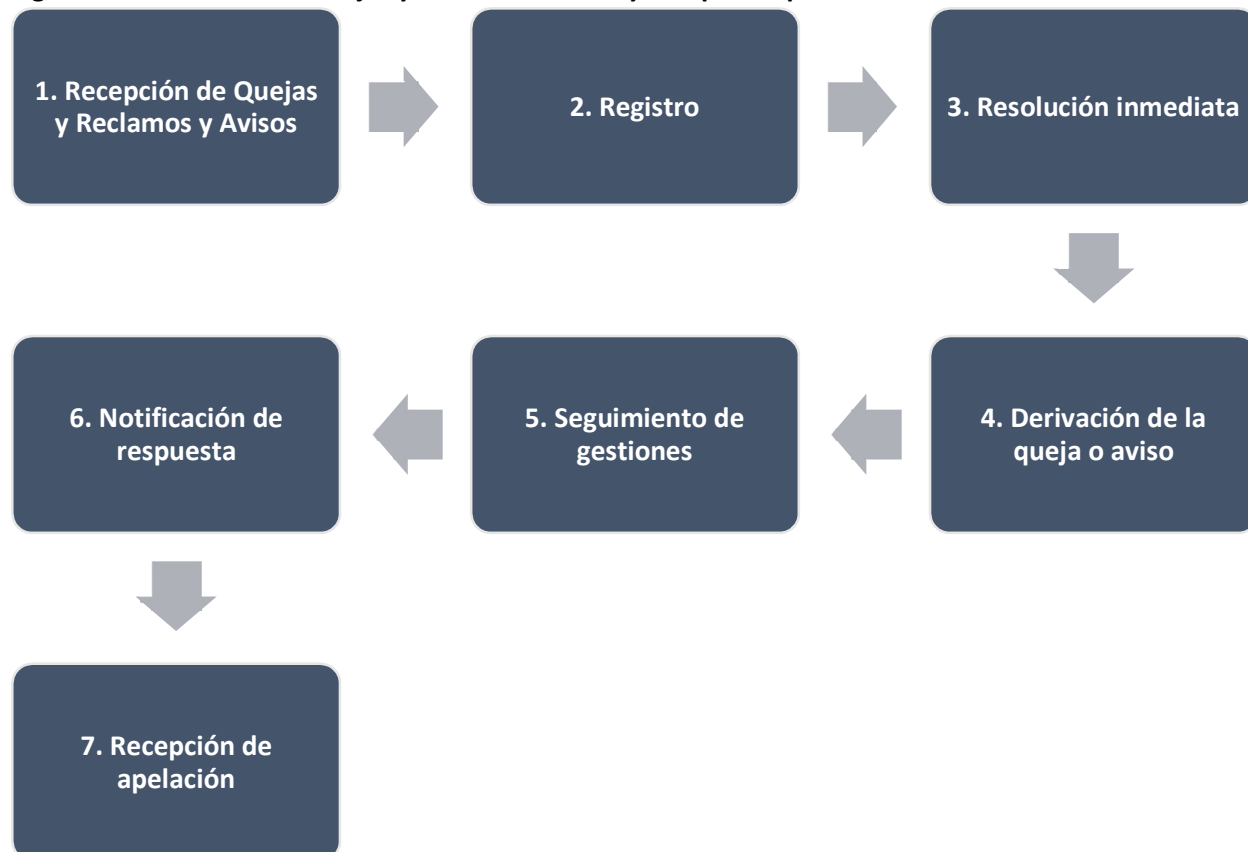 1. Recepción de Quejas
y Reclamos y Avisos
2. Registro
3. Resolución inmediata
4. Derivación de la
queja o aviso
5. Seguimiento de
gestiones
6. Notificación de
respuesta
7. Recepción de
apelación